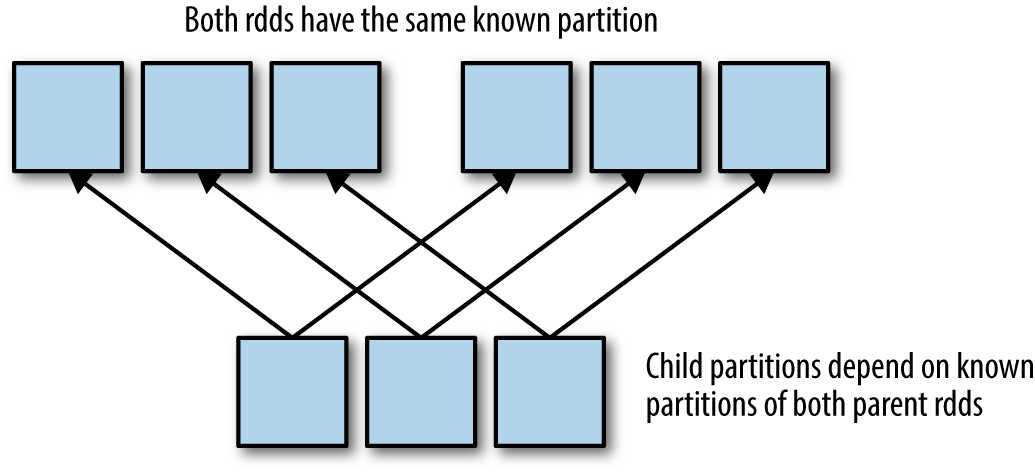 Both rdds have the same known partition
Child partitions depend on known
partitions of both parent rdds